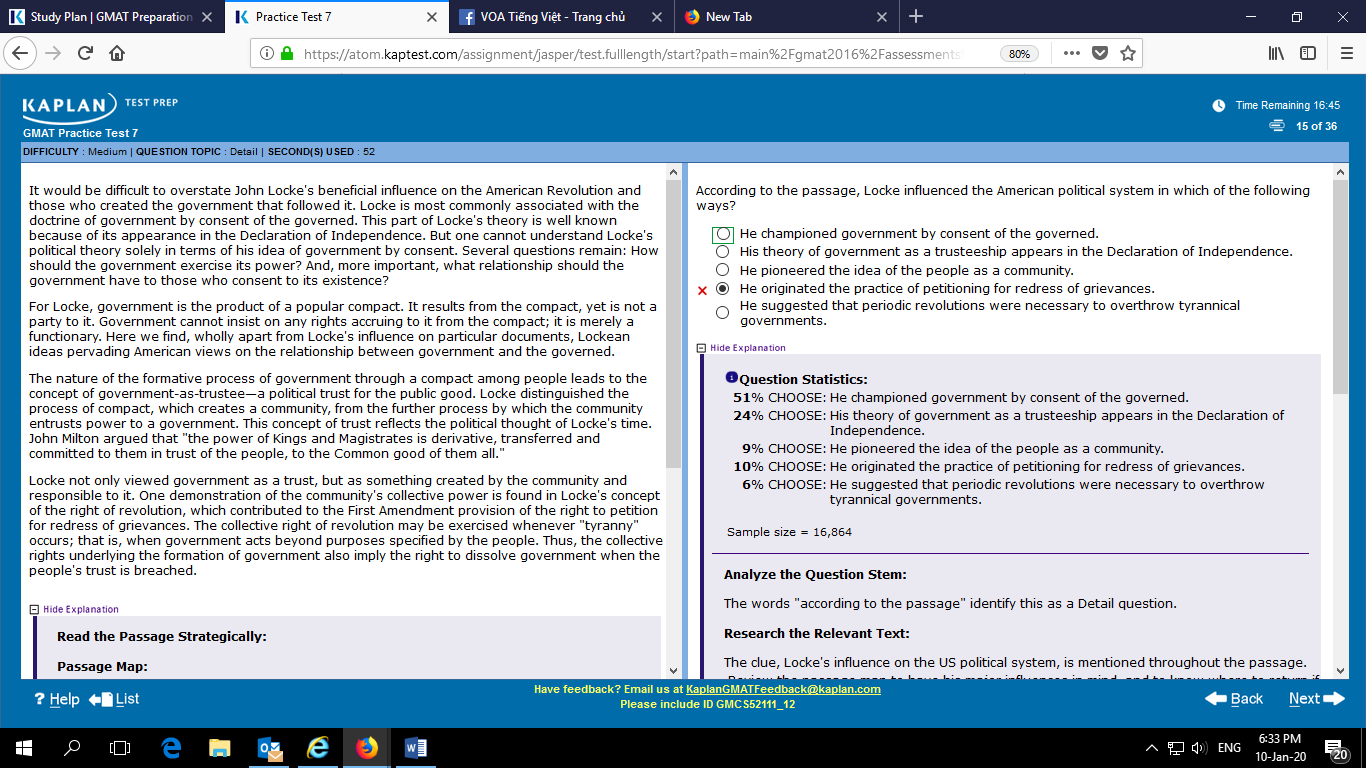 Study Plan | GMAT Preparation
Practice Test 7
VOA Tiếng Việt - Trang chủ
New Tab
https://atom.kaptest.com/assignment/jasper/test.fulllength/start?path=main%2Fgmat2016%2Fassessments
80%
KAPLAN TEST PREP
GMAT Practice Test 7
Time Remaining 16:45
15 of 36
DIFFICULTY : Medium | QUESTION TOPIC : Detail | SECOND(S) USED : 52
It would be difficult to overstate John Locke's beneficial influence on the American Revolution and
those who created the government that followed it. Locke is most commonly associated with the
doctrine of government by consent of the governed. This part of Locke's theory is well known
because of its appearance in the Declaration of Independence. But one cannot understand Locke's
political theory solely in terms of his idea of government by consent. Several questions remain: How
should the government exercise its power? And, more important, what relationship should the
government have to those who consent to its existence?
For Locke, government is the product of a popular compact. It results from the compact, yet is not a
party to it. Government cannot insist on any rights accruing to it from the compact; it is merely a
functionary. Here we find, wholly apart from Locke's influence on particular documents, Lockean
ideas pervading American views on the relationship between government and the governed.
The nature of the formative process of government through a compact among people leads to the
concept of government-as-trustee—a political trust for the public good. Locke distinguished the
process of compact, which creates a community, from the further process by which the community
entrusts power to a government. This concept of trust reflects the political thought of Locke's time.
John Milton argued that "the power of Kings and Magistrates is derivative, transferred and
committed to them in trust of the people, to the Common good of them all."
Locke not only viewed government as a trust, but as something created by the community and
responsible to it. One demonstration of the community's collective power is found in Locke's concept
of the right of revolution, which contributed to the First Amendment provision of the right to petition
for redress of grievances. The collective right of revolution may be exercised whenever "tyranny"
occurs; that is, when government acts beyond purposes specified by the people. Thus, the collective
rights underlying the formation of government also imply the right to dissolve government when the
people's trust is breached.
Hide Explanation
Read the Passage Strategically:
Passage Map:
According to the passage, Locke influenced the American political system in which of the following
ways?
He championed government by consent of the governed.
His theory of government as a trusteeship appears in the Declaration of Independence.
He pioneered the idea of the people as a community.
He originated the practice of petitioning for redress of grievances.
He suggested that periodic revolutions were necessary to overthrow tyrannical
governments.
Hide Explanation
Question Statistics:
51% CHOOSE: He championed government by consent of the governed.
24% CHOOSE: His theory of government as a trusteeship appears in the Declaration of
Independence.
9% CHOOSE: He pioneered the idea of the people as a community.
10% CHOOSE: He originated the practice of petitioning for redress of grievances.
6% CHOOSE: He suggested that periodic revolutions were necessary to overthrow
tyrannical governments.
Sample size = 16,864
Analyze the Question Stem:
The words "according to the passage" identify this as a Detail question.
Research the Relevant Text:
The clue, Locke's influence on the US political system, is mentioned throughout the passage.
Review the passage map to have his major influences in mind, and to know where to return if
? Help
List
Have feedback? Email us at KaplanGMATFeedback@kaplan.com
Please include ID GMCS52111_12
Back
Next
ENG
6:33 PM
10-Jan-20
20